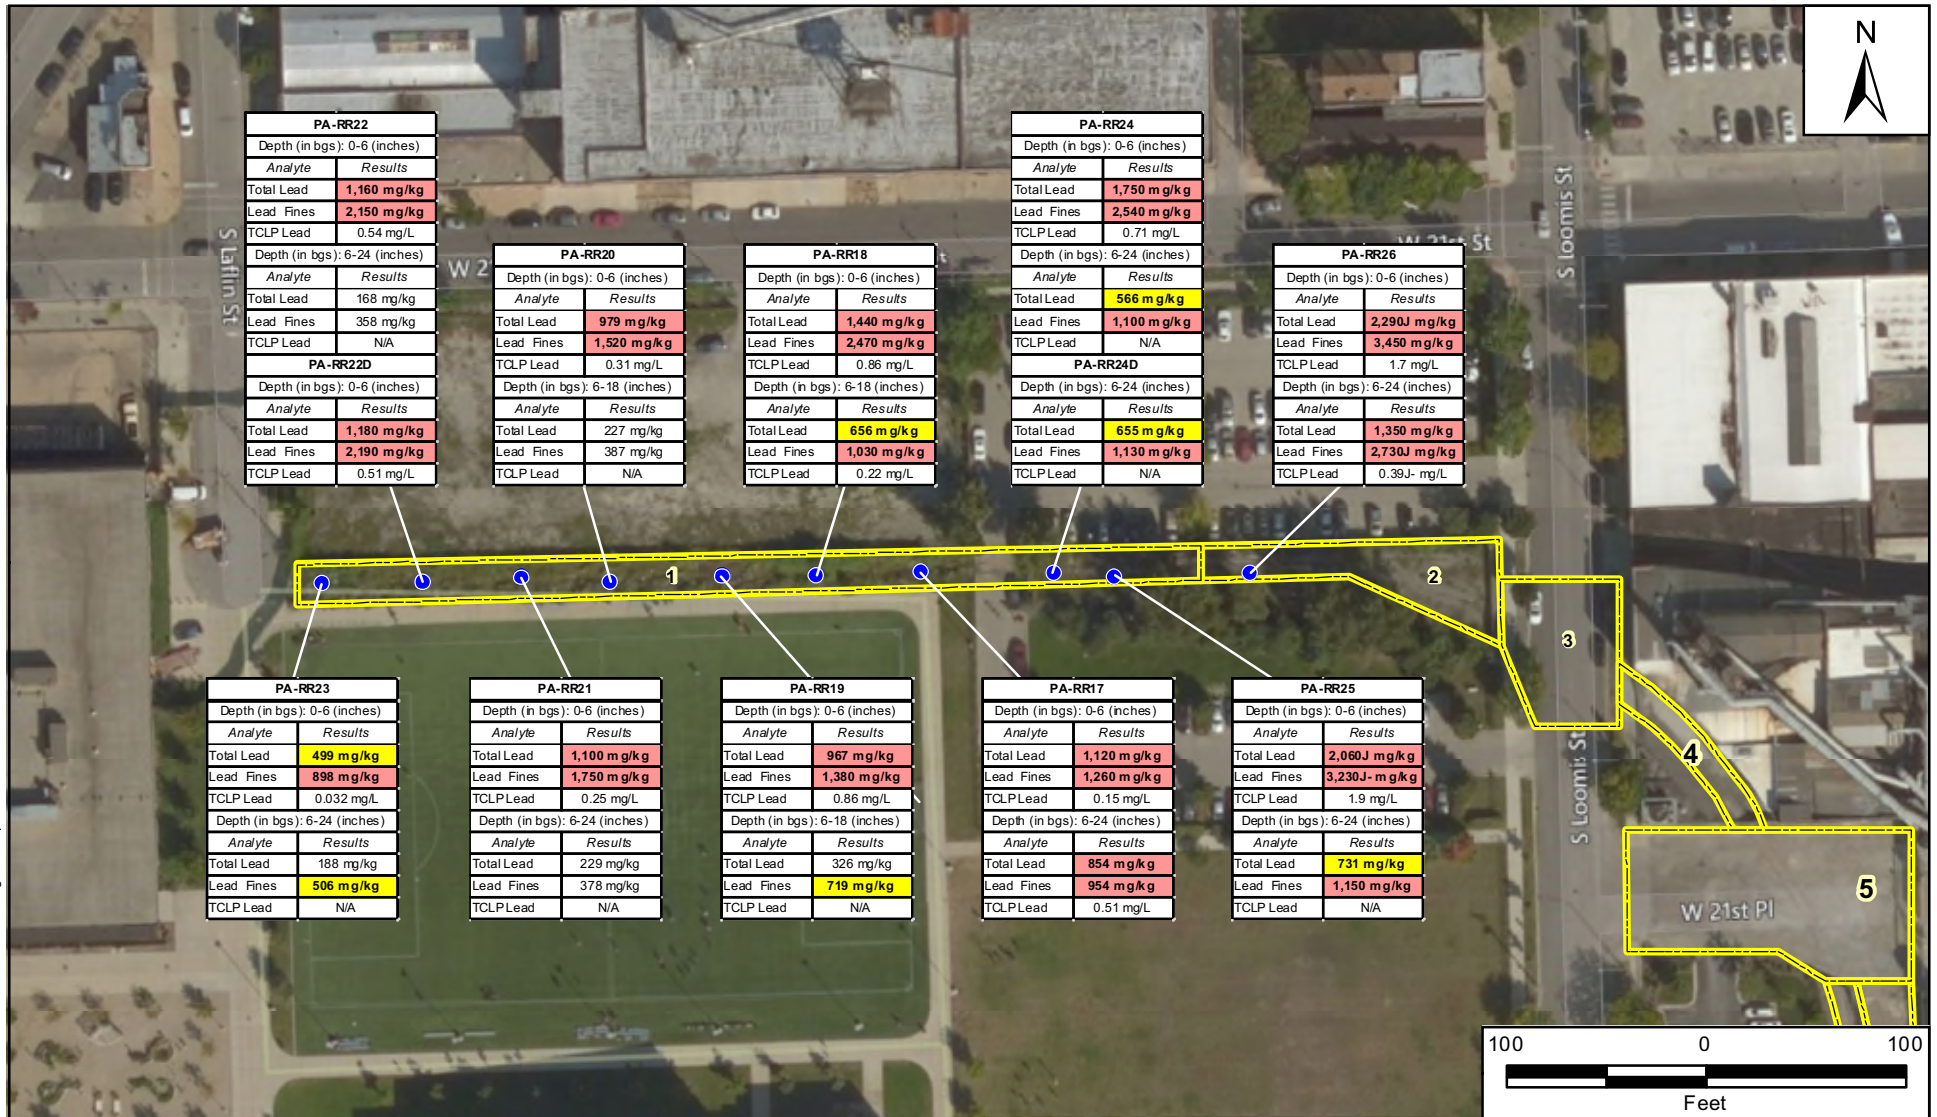 N
PA-RR22
Depth (in bgs): 0-6 (inches)
Analyte Results
Total Lead 1,160 mg/kg
Lead Fines 2,150 mg/kg
TCLP Lead 0.54 mg/L
Depth (in bgs): 6-24 (inches)
Analyte Results
Total Lead 168 mg/kg
Lead Fines 358 mg/kg
TCLP Lead N/A
PA-RR22D
Depth (in bgs): 0-6 (inches)
Analyte Results
Total Lead 1,180 mg/kg
Lead Fines 2,190 mg/kg
TCLP Lead 0.51 mg/L
PA-RR20
Depth (in bgs): 0-6 (inches)
Analyte Results
Total Lead 979 mg/kg
Lead Fines 1,520 mg/kg
TCLP Lead 0.31 mg/L
Depth (in bgs): 6-18 (inches)
Analyte Results
Total Lead 227 mg/kg
Lead Fines 387 mg/kg
TCLP Lead N/A
PA-RR18
Depth (in bgs): 0-6 (inches)
Analyte Results
Total Lead 1,440 mg/kg
Lead Fines 2,470 mg/kg
TCLP Lead 0.86 mg/L
Depth (in bgs): 6-18 (inches)
Analyte Results
Total Lead 656 mg/kg
Lead Fines 1,030 mg/kg
TCLP Lead 0.22 mg/L
PA-RR24
Depth (in bgs): 0-6 (inches)
Analyte Results
Total Lead 1,750 mg/kg
Lead Fines 2,540 mg/kg
TCLP Lead 0.71 mg/L
Depth (in bgs): 6-24 (inches)
Analyte Results
Total Lead 566 mg/kg
Lead Fines 1,100 mg/kg
TCLP Lead N/A
PA-RR24D
Depth (in bgs): 6-24 (inches)
Analyte Results
Total Lead 655 mg/kg
Lead Fines 1,130 mg/kg
TCLP Lead N/A
PA-RR26
Depth (in bgs): 0-6 (inches)
Analyte Results
Total Lead 2,290J mg/kg
Lead Fines 3,450 mg/kg
TCLP Lead 1.7 mg/L
Depth (in bgs): 6-24 (inches)
Analyte Results
Total Lead 1,350 mg/kg
Lead Fines 2,730J mg/kg
TCLP Lead 0.39J- mg/L
S Laflin St
W 2
t
W 21st St
S loomis St
1
2
3
4
5
PA-RR23
Depth (in bgs): 0-6 (inches)
Analyte Results
Total Lead 499 mg/kg
Lead Fines 898 mg/kg
TCLP Lead 0.032 mg/L
Depth (in bgs): 6-24 (inches)
Analyte Results
Total Lead 188 mg/kg
Lead Fines 506 mg/kg
TCLP Lead N/A
PA-RR21
Depth (in bgs): 0-6 (inches)
Analyte Results
Total Lead 1,100 mg/kg
Lead Fines 1,750 mg/kg
TCLP Lead 0.25 mg/L
Depth (in bgs): 6-24 (inches)
Analyte Results
Total Lead 229 mg/kg
Lead Fines 378 mg/kg
TCLP Lead N/A
PA-RR19
Depth (in bgs): 0-6 (inches)
Analyte Results
Total Lead 967 mg/kg
Lead Fines 1,380 mg/kg
TCLP Lead 0.86 mg/L
Depth (in bgs): 6-18 (inches)
Analyte Results
Total Lead 326 mg/kg
Lead Fines 719 mg/kg
TCLP Lead N/A
PA-RR17
Depth (in bgs): 0-6 (inches)
Analyte Results
Total Lead 1,120 mg/kg
Lead Fines 1,260 mg/kg
TCLP Lead 0.15 mg/L
Depth (in bgs): 6-24 (inches)
Analyte Results
Total Lead 854 mg/kg
Lead Fines 954 mg/kg
TCLP Lead 0.51 mg/L
PA-RR25
Depth (in bgs): 0-6 (inches)
Analyte Results
Total Lead 2,060J mg/kg
Lead Fines 3,230J- mg/kg
TCLP Lead 1.9 mg/L
Depth (in bgs): 6-24 (inches)
Analyte Results
Total Lead 731 mg/kg
Lead Fines 1,150 mg/kg
TCLP Lead N/A
S Loomis St
W 21st Pl
100 0 100
Feet